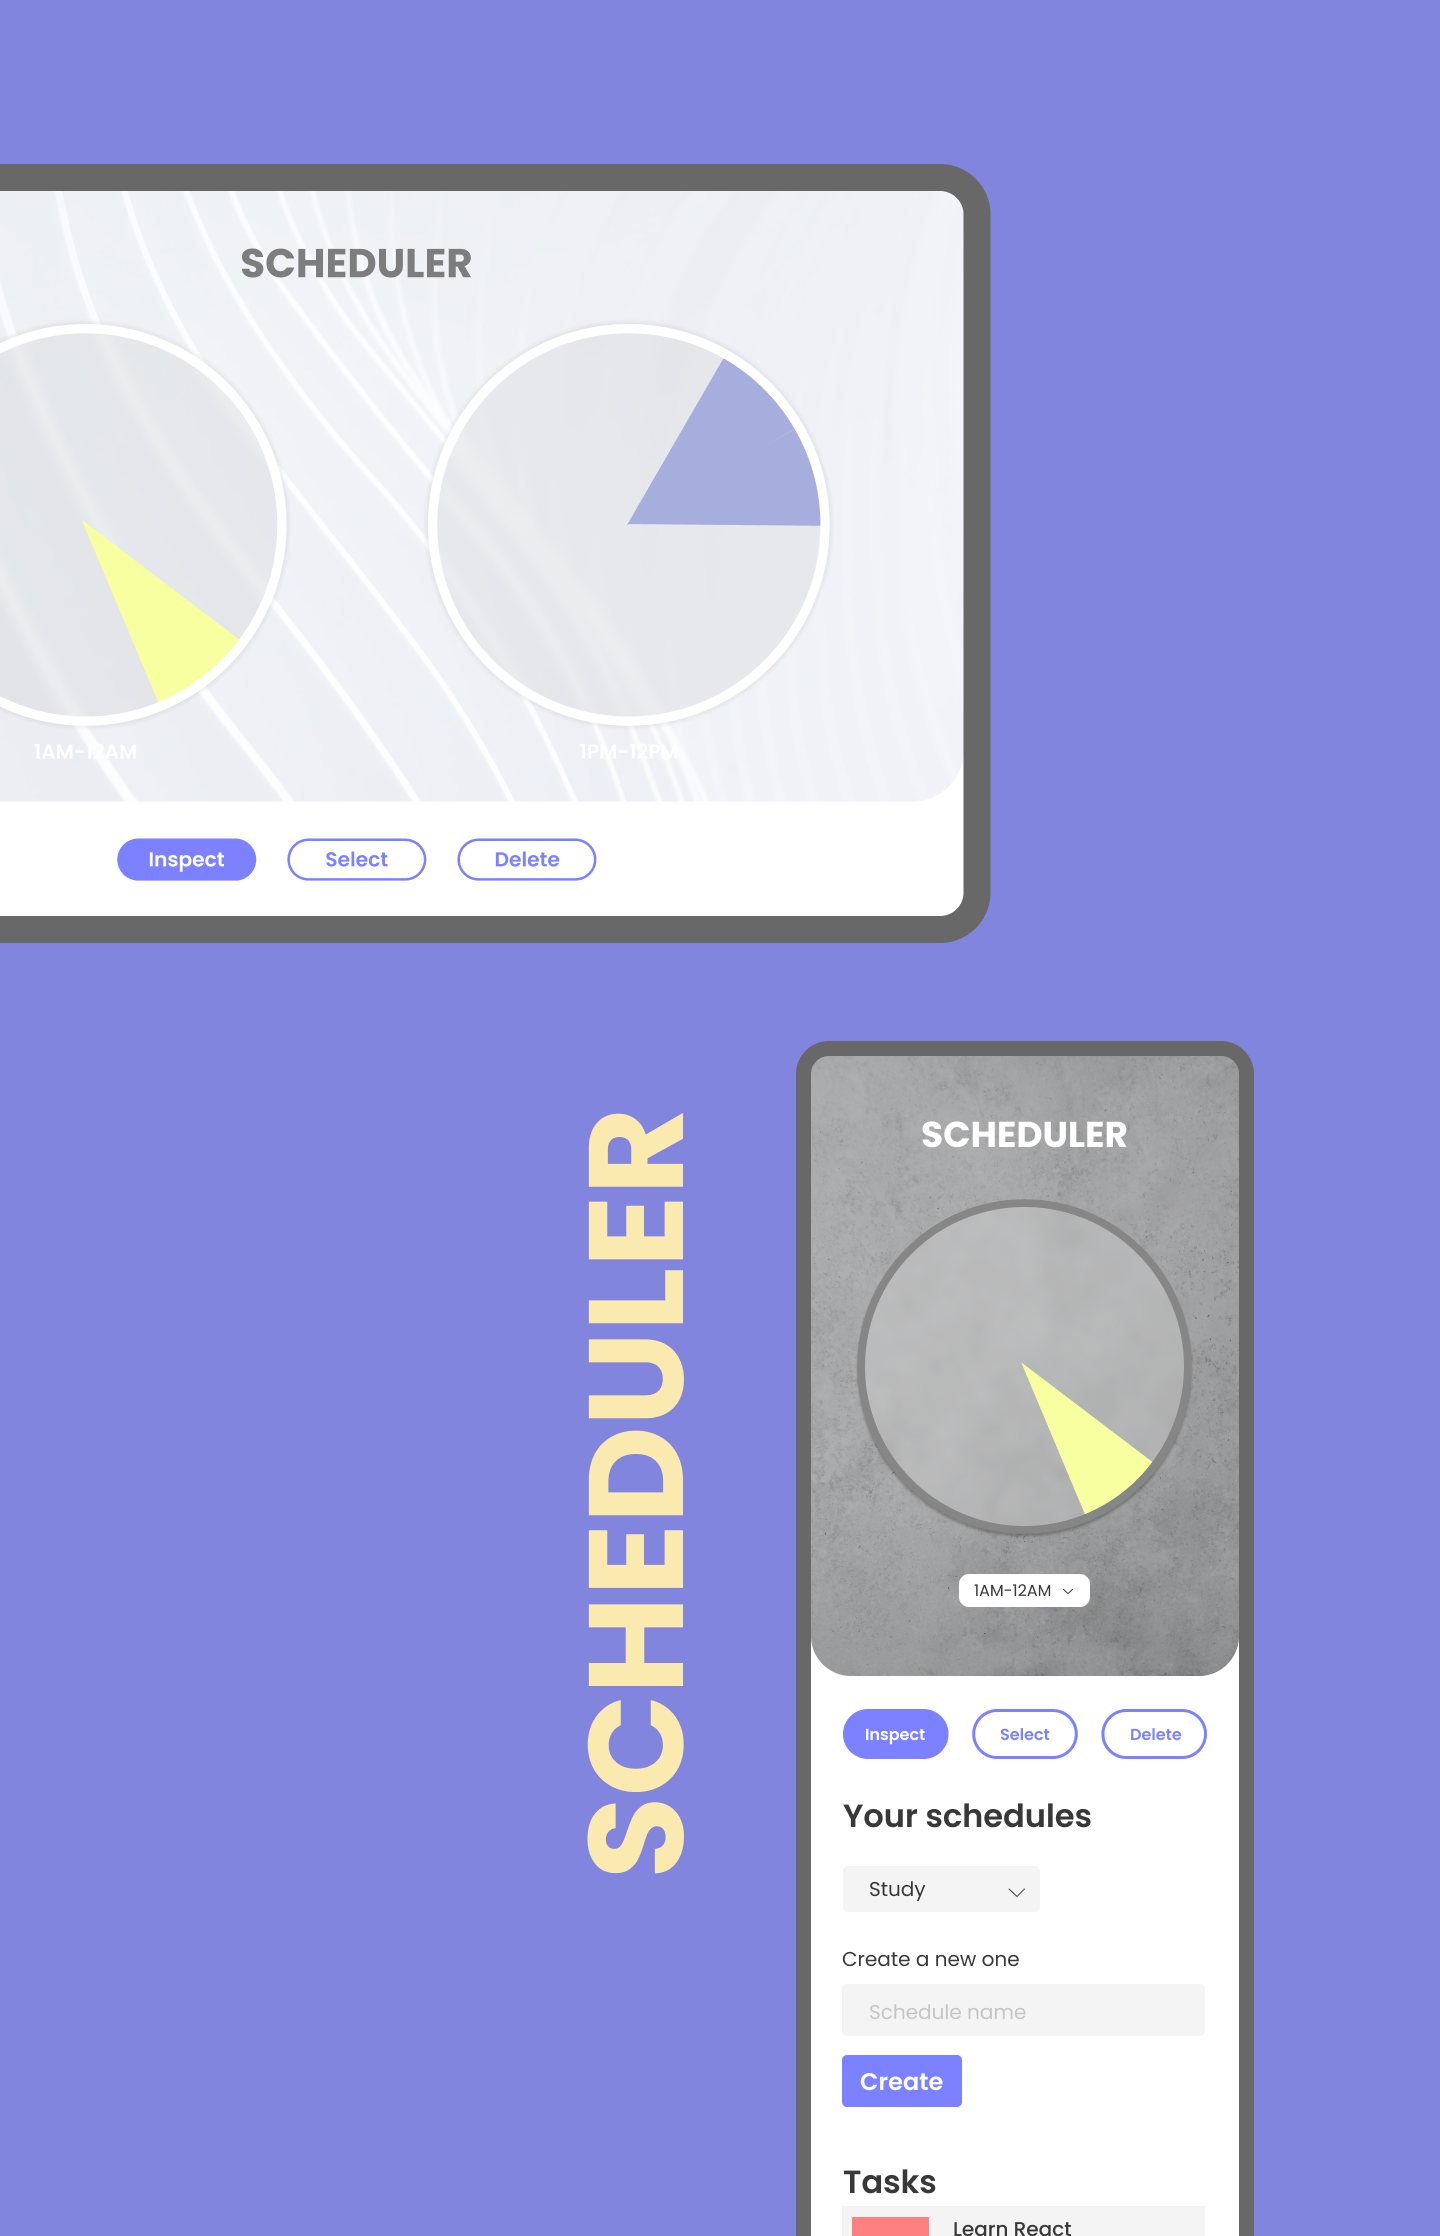 SCHEDULER
1AM-12AM
1PM-12PM
Inspect
Select
Delete
SCHEDULER
SCHEDULER
1AM-12AM
Inspect
Select
Delete
Your schedules
Study
Create a new one
Schedule name
Create
Tasks
Learn React